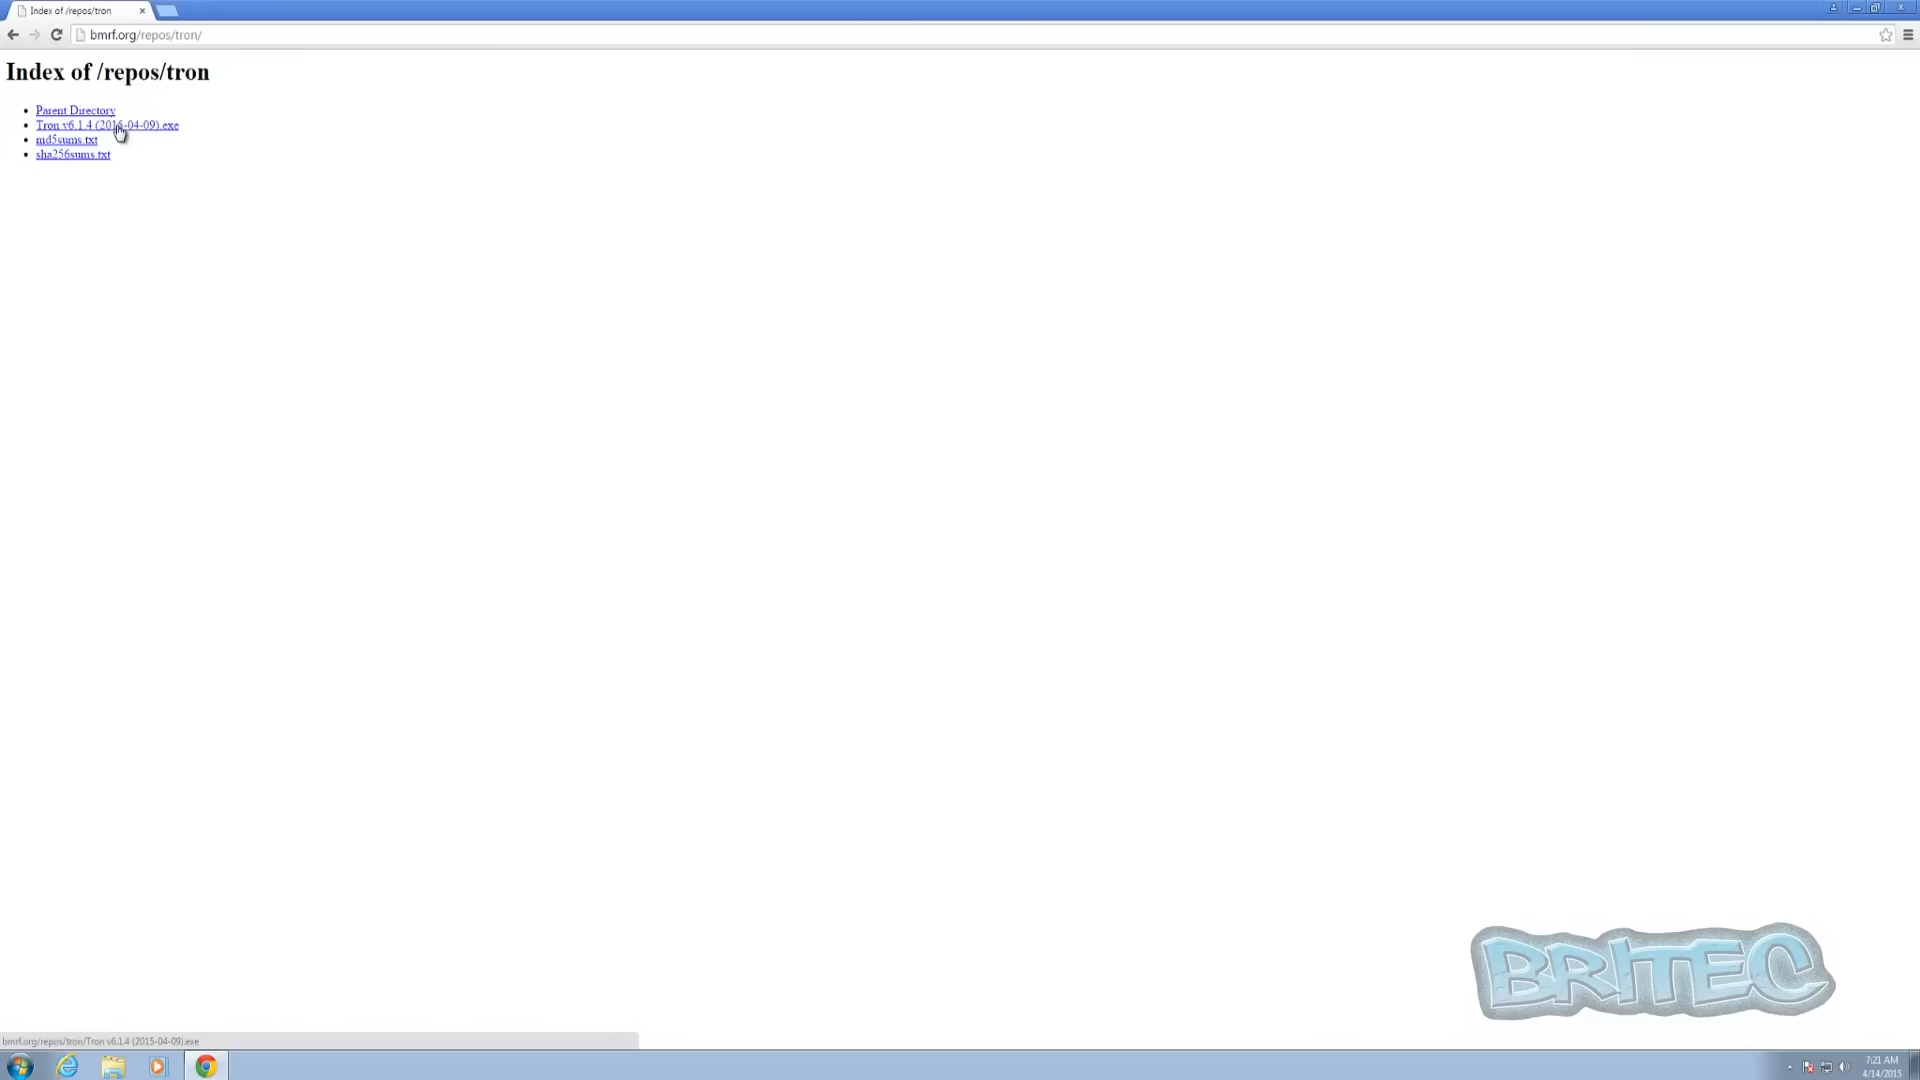 Index of /repos/tron
bmrf.org/repos/tron/
Index of /repos/tron
Parent Directory
Tron v6.1.4 (2015-04-09).exe
md5sums.txt
sha256sums.txt
BRITEC
bmrf.org/repos/tron/Tron v6.1.4 (2015-04-09).exe
7:21 AM
4/14/2015